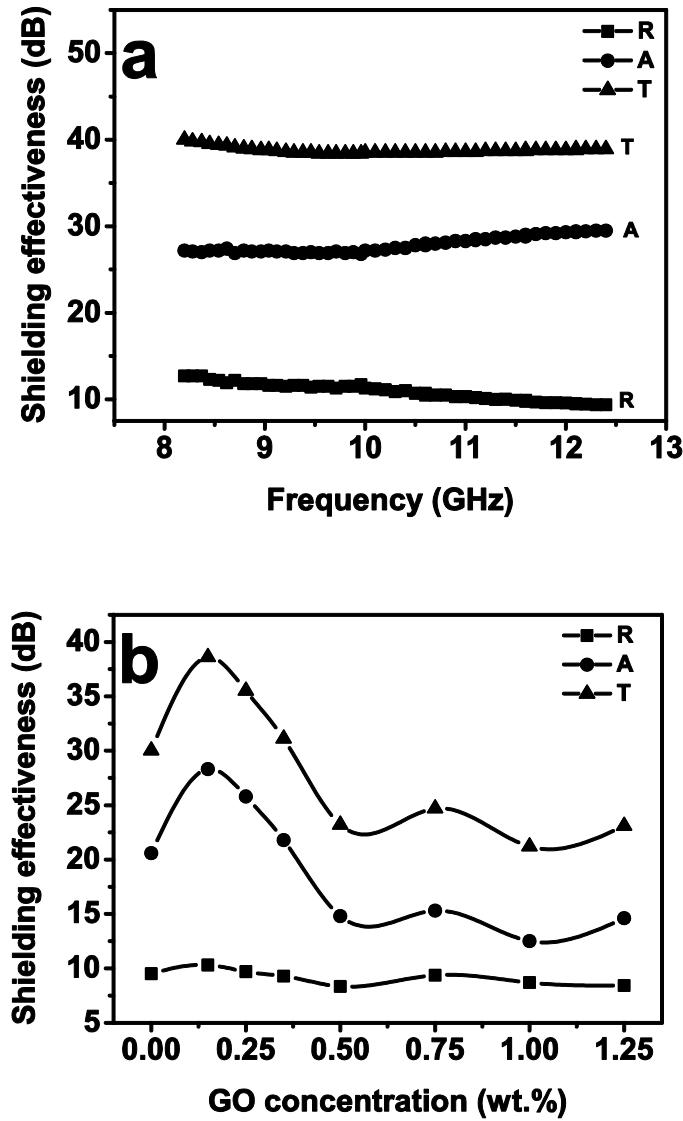 a
R
A
T
50
40
30
20
10
T
A
R
Shielding effectiveness (dB)
8 9 10 11 12 13
Frequency (GHz)
b
R
A
T
40
35
30
25
20
15
10
5
Shielding effectiveness (dB)
0.00 0.25 0.50 0.75 1.00 1.25
GO concentration (wt.%)